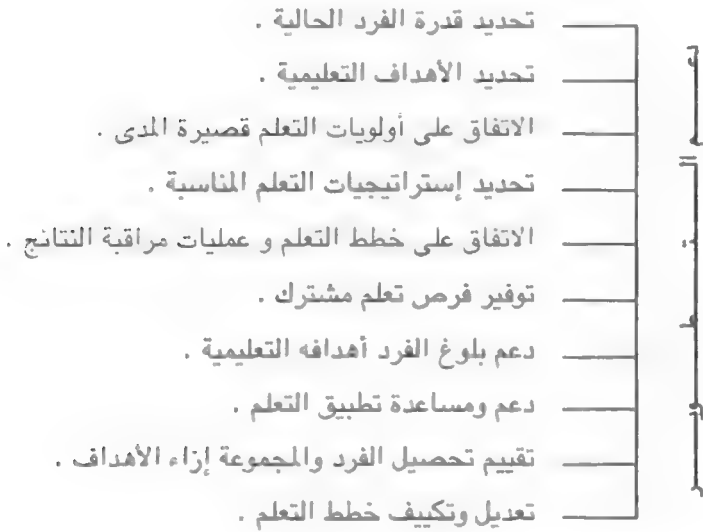 دعم التطوير
تحديد قدرة الفرد الحالية .
تحديد الأهداف التعليمية .
الاتفاق على أولويات التعلم قصيرة المدى .
تحديد إستراتيجيات التعلم المناسبة .
الاتفاق على خطط التعلم و عمليات مراقبة النتائج .
توفير فرص تعلم مشترك .
دعم بلوغ الفرد أهدافه التعليمية .
دعم ومساعدة تطبيق التعلم .
تقييم تحصيل الفرد والمجموعة إزاء الأهداف .
تعديل وتكييف خطط التعلم .